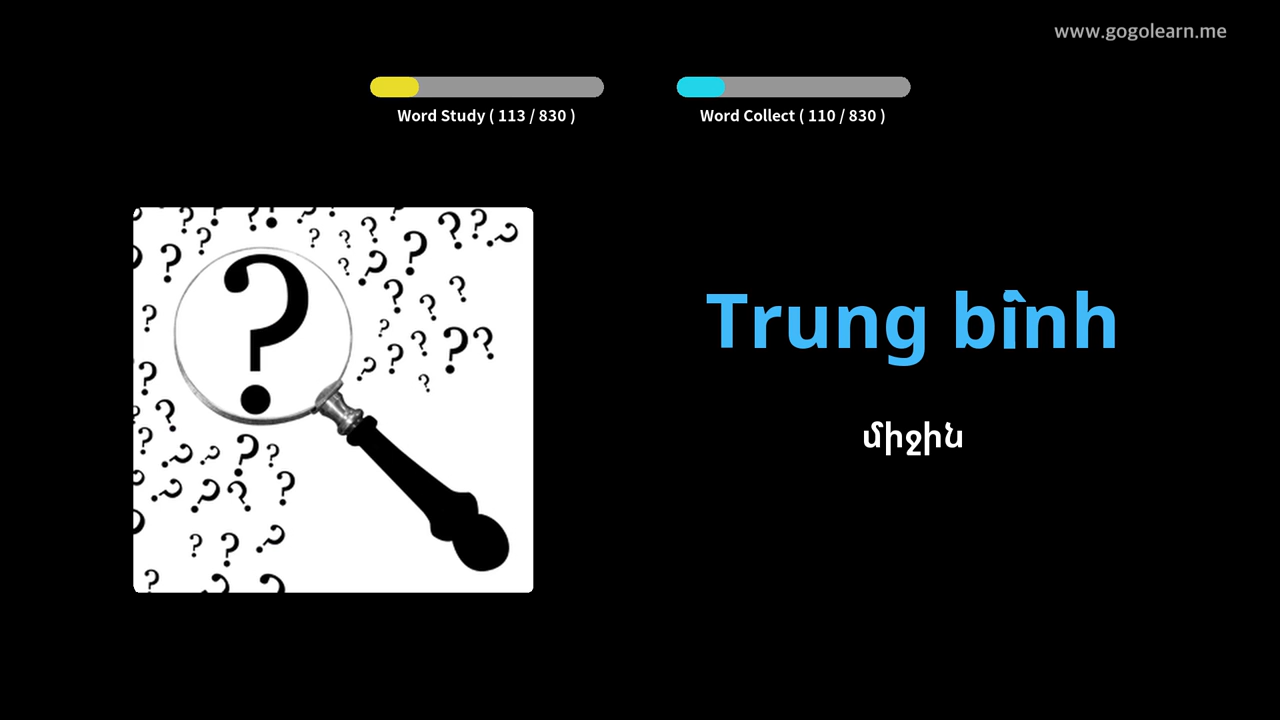 www.gogolearn.me
Word Study ( 113 / 830 )
Word Collect ( 110 / 830 )
Trung bình
միջին